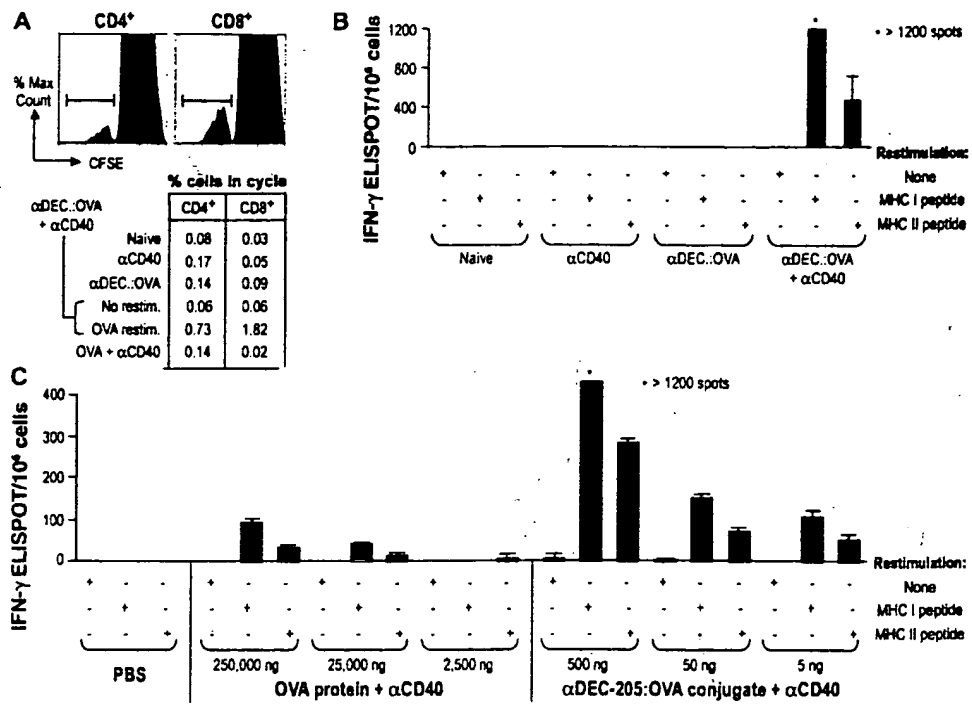 A
CD4+
CD8+
% Max
Count
CFSE
% cells in cycle
αDEC.:OVA
+ αCD40
CD4+
CD8+
Naive
0.08
0.03
αCD40
0.17
0.05
αDEC.:OVA
0.14
0.09
No restim.
0.06
0.06
OVA restim.
0.73
1.82
OVA + αCD40
0.14
0.02
B
IFN-γ ELISPOT/10⁶ cells
1200
800
400
0
• > 1200 spots
Restimulation:
+ - - + - - + - - + - - None
- + - - + - - + - - + - MHC I peptide
- - + - - + - - + - - + MHC II peptide
Naive
αCD40
αDEC.:OVA
αDEC.:OVA
+ αCD40
C
IFN-γ ELISPOT/10⁶ cells
400
300
200
100
0
• > 1200 spots
Restimulation:
+ - - + - - + - - + - - + - - + - - + - - None
- + - - + - - + - - + - - + - - + - - + - MHC I peptide
- - + - - + - - + - - + - - + - - + - - + MHC II peptide
PBS
250,000 ng
25,000 ng
2,500 ng
500 ng
50 ng
5 ng
OVA protein + αCD40
αDEC-205:OVA conjugate + αCD40